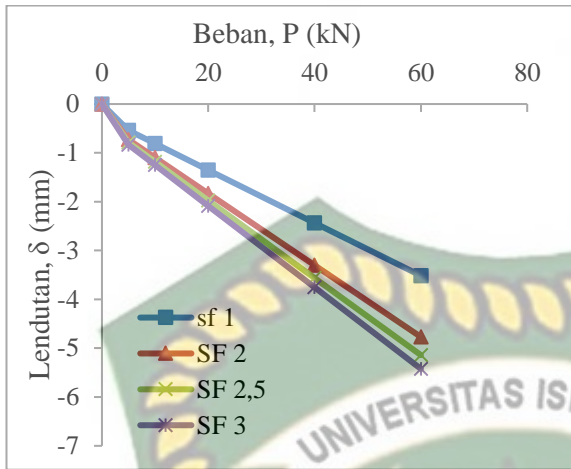 Beban, P (kN)
0 20 40 60 80
0
-1
-2
-3
-4
-5
-6
-7
Lendutan, δ (mm)
sf 1
SF 2
SF 2,5
SF 3
UNIVERSITAS